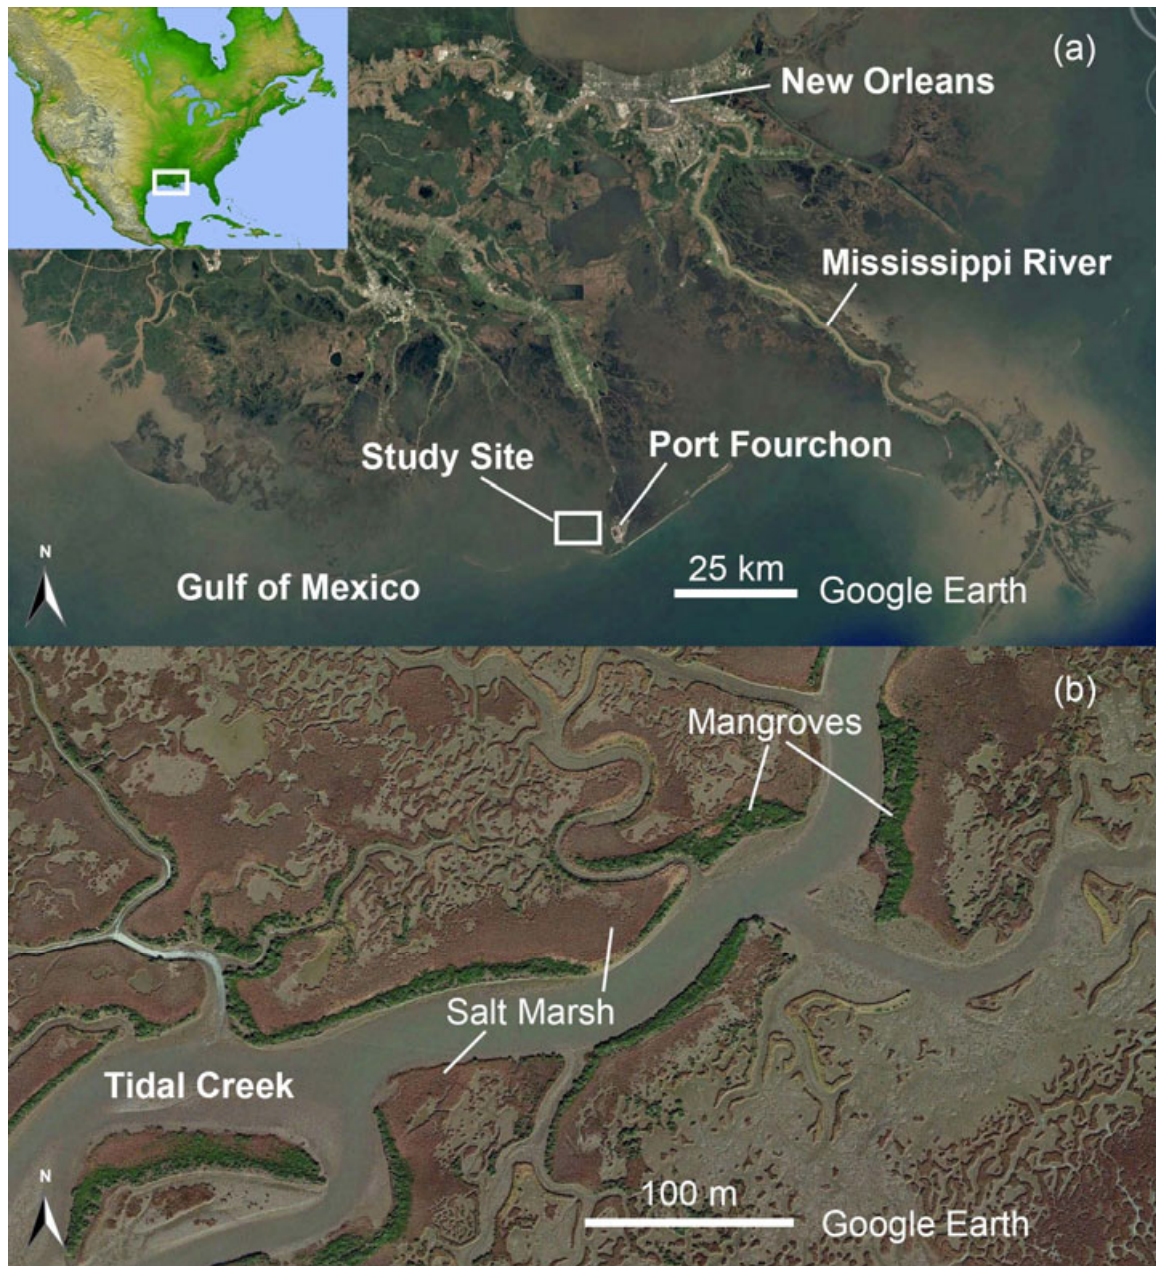 (a)
New Orleans
Mississippi River
Study Site
Port Fourchon
N
25 km
Gulf of Mexico
Google Earth
(b)
Mangroves
Salt Marsh
Tidal Creek
N
100 m
Google Earth